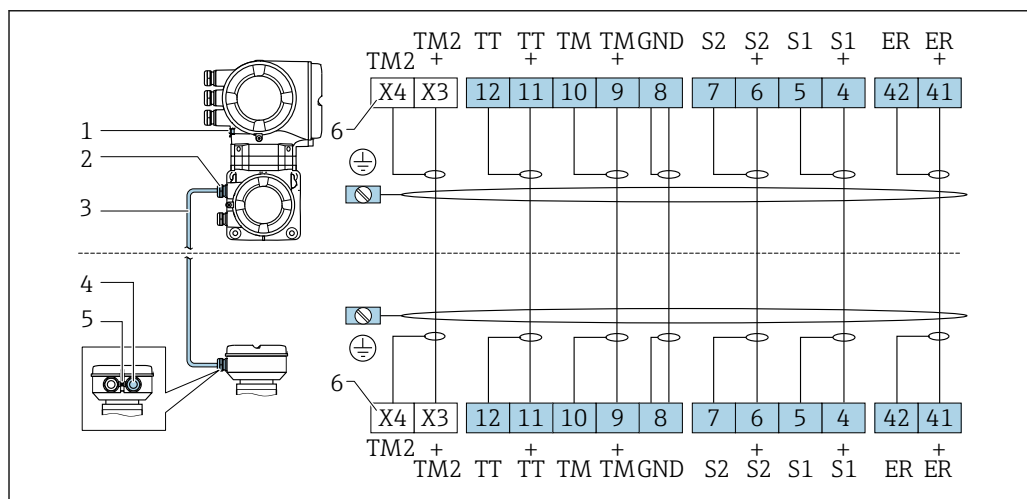 TM2 TT TT TM TM GND S2 S2 S1 S1 ER ER
TM2 + + + + + +
X4 X3 12 11 10 9 8 7 6 5 4 42 41
1
6
2
3
4
5
6
X4 X3 12 11 10 9 8 7 6 5 4 42 41
TM2 + + + + + +
TM2 TT TT TM TM GND S2 S2 S1 S1 ER ER